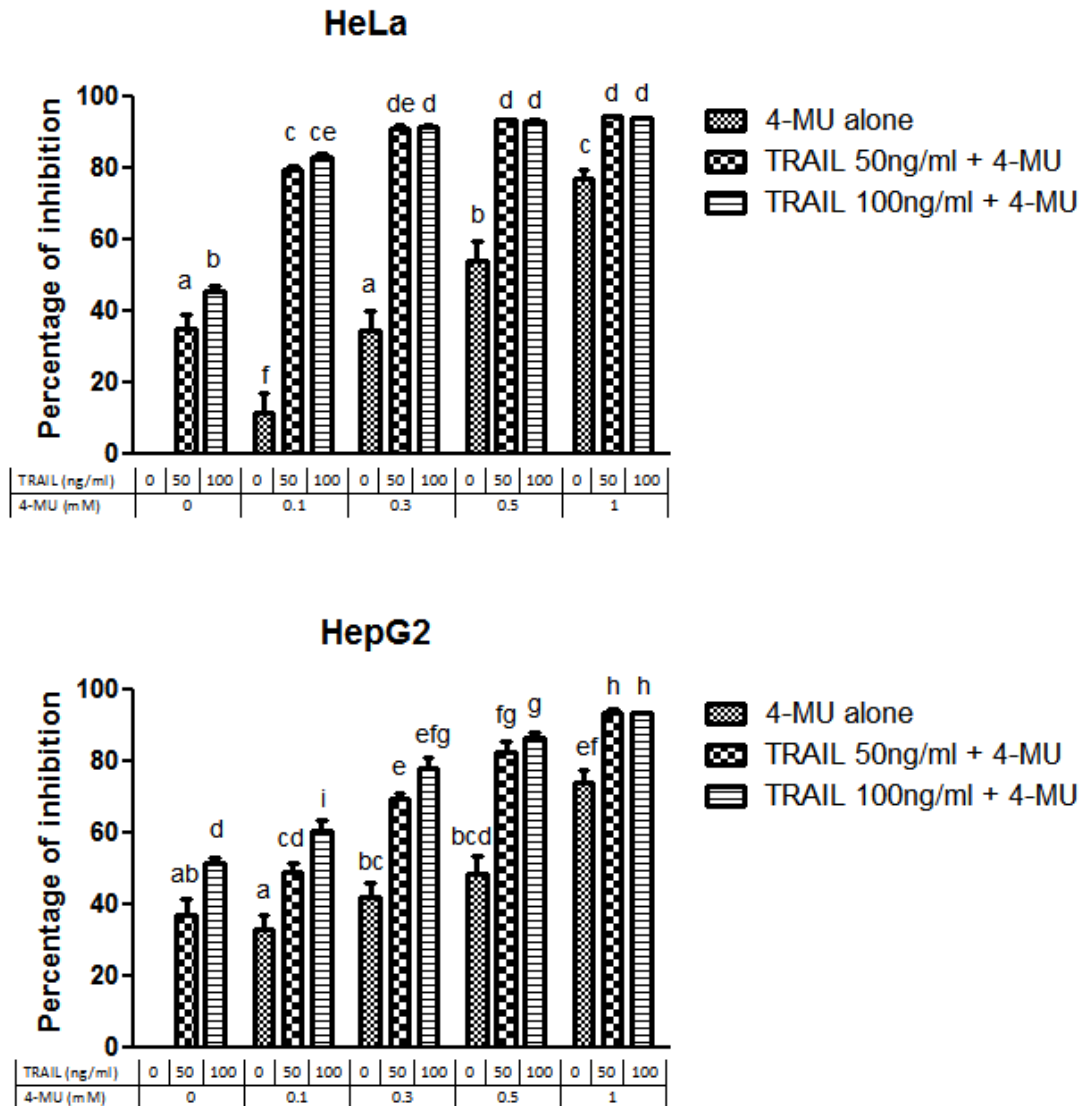 HeLa
Percentage of inhibition
100
80
60
40
20
0
a b f c ce a de d b d d c d d
4-MU alone
TRAIL 50ng/ml + 4-MU
TRAIL 100ng/ml + 4-MU
TRAIL (ng/ml) 0 50 100 0 50 100 0 50 100 0 50 100 0 50 100
4-MU (mM) 0 0.1 0.3 0.5 1
HepG2
Percentage of inhibition
100
80
60
40
20
0
ab d a cd i bc e efg bcd fg g ef h h
4-MU alone
TRAIL 50ng/ml + 4-MU
TRAIL 100ng/ml + 4-MU
TRAIL (ng/ml) 0 50 100 0 50 100 0 50 100 0 50 100 0 50 100
4-MU (mM) 0 0.1 0.3 0.5 1